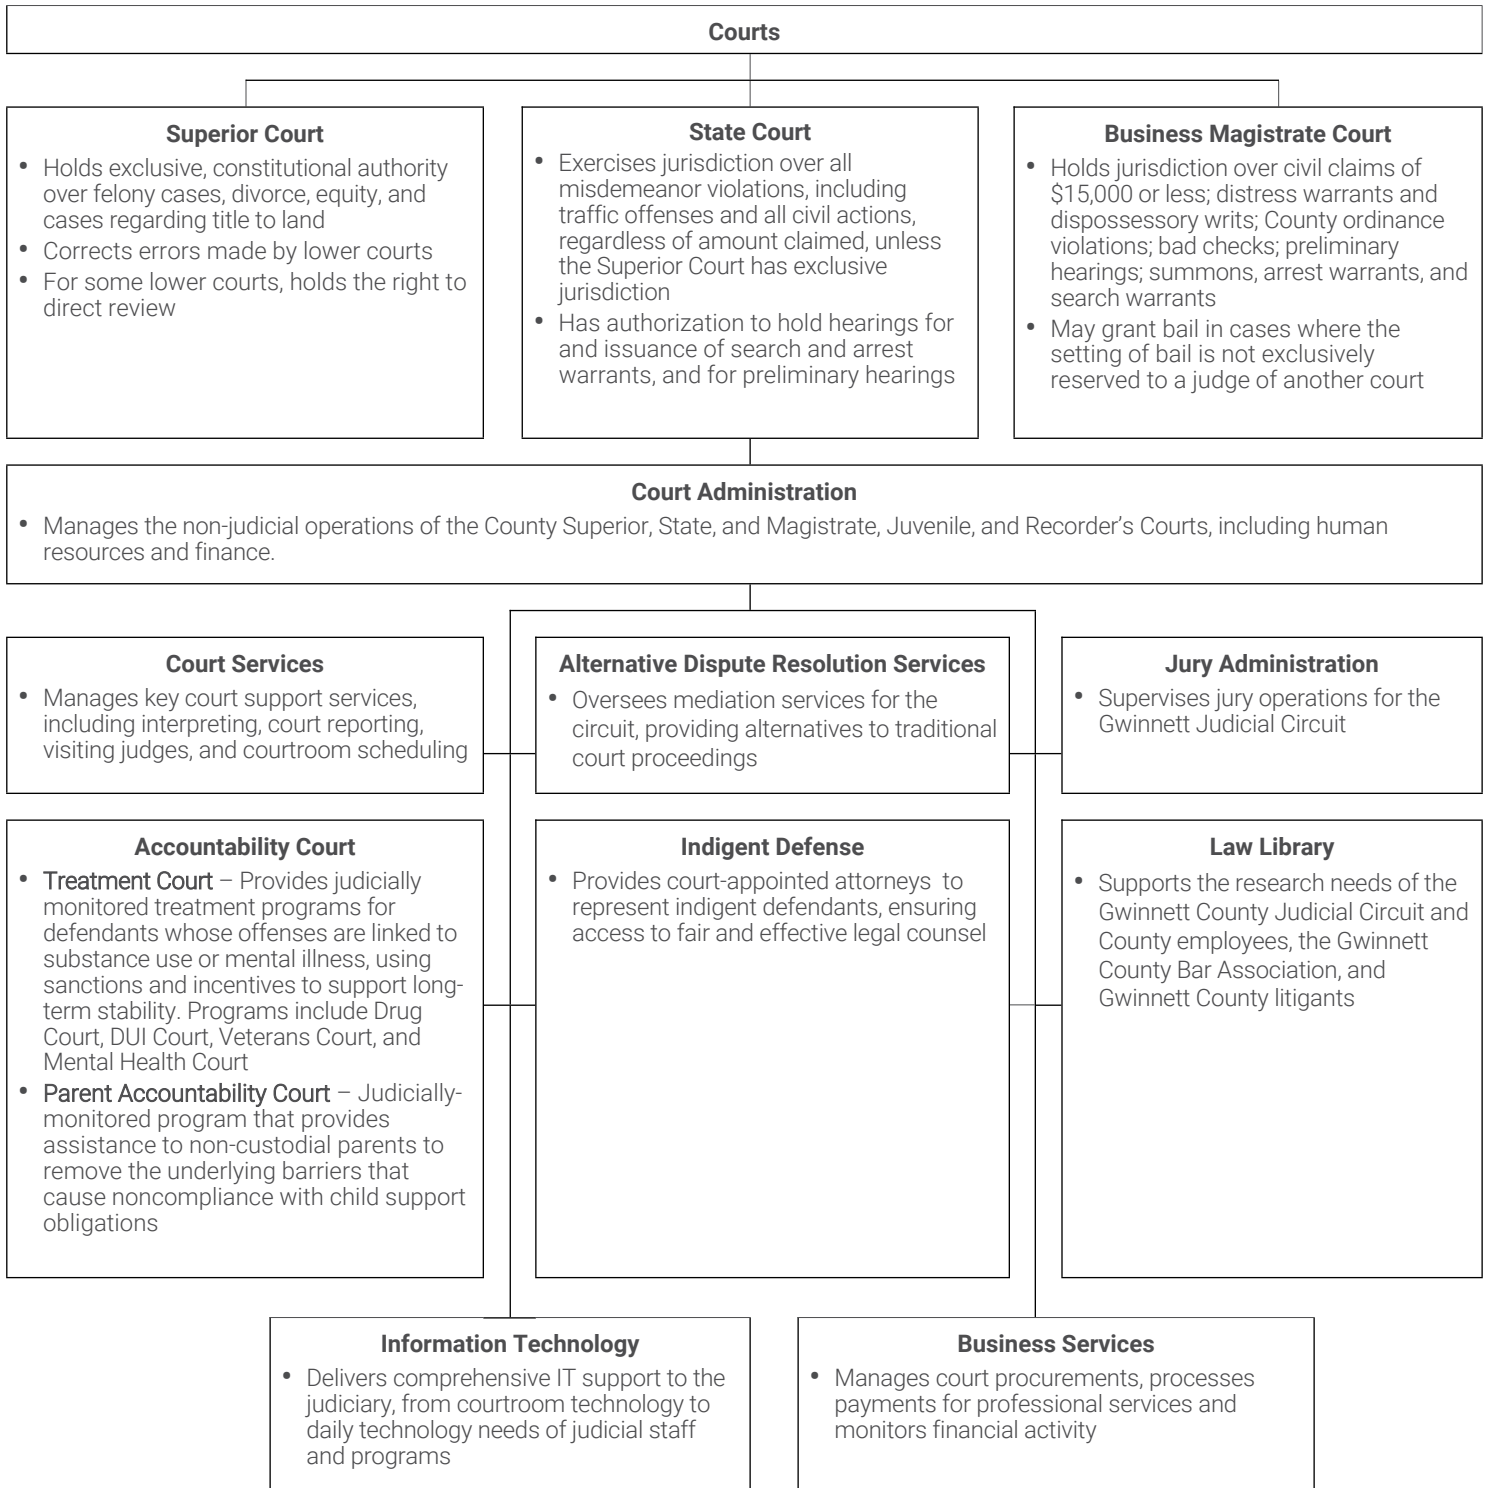 Courts
Superior Court
• Holds exclusive, constitutional authority
over felony cases, divorce, equity, and
cases regarding title to land
• Corrects errors made by lower courts
• For some lower courts, holds the right to
direct review
State Court
• Exercises jurisdiction over all
misdemeanor violations, including
traffic offenses and all civil actions,
regardless of amount claimed, unless
the Superior Court has exclusive
jurisdiction
• Has authorization to hold hearings for
and issuance of search and arrest
warrants, and for preliminary hearings
Business Magistrate Court
• Holds jurisdiction over civil claims of
$15,000 or less; distress warrants and
dispossessory writs; County ordinance
violations; bad checks; preliminary
hearings; summons, arrest warrants, and
search warrants
• May grant bail in cases where the
setting of bail is not exclusively
reserved to a judge of another court
Court Administration
• Manages the non-judicial operations of the County Superior, State, and Magistrate, Juvenile, and Recorder’s Courts, including human
resources and finance.
Court Services
• Manages key court support services,
including interpreting, court reporting,
visiting judges, and courtroom scheduling
Alternative Dispute Resolution Services
• Oversees mediation services for the
circuit, providing alternatives to traditional
court proceedings
Jury Administration
• Supervises jury operations for the
Gwinnett Judicial Circuit
Accountability Court
• Treatment Court – Provides judicially
monitored treatment programs for
defendants whose offenses are linked to
substance use or mental illness, using
sanctions and incentives to support long-
term stability. Programs include Drug
Court, DUI Court, Veterans Court, and
Mental Health Court
• Parent Accountability Court – Judicially-
monitored program that provides
assistance to non-custodial parents to
remove the underlying barriers that
cause noncompliance with child support
obligations
Indigent Defense
• Provides court-appointed attorneys to
represent indigent defendants, ensuring
access to fair and effective legal counsel
Law Library
• Supports the research needs of the
Gwinnett County Judicial Circuit and
County employees, the Gwinnett
County Bar Association, and
Gwinnett County litigants
Information Technology
• Delivers comprehensive IT support to the
judiciary, from courtroom technology to
daily technology needs of judicial staff
and programs
Business Services
• Manages court procurements, processes
payments for professional services and
monitors financial activity